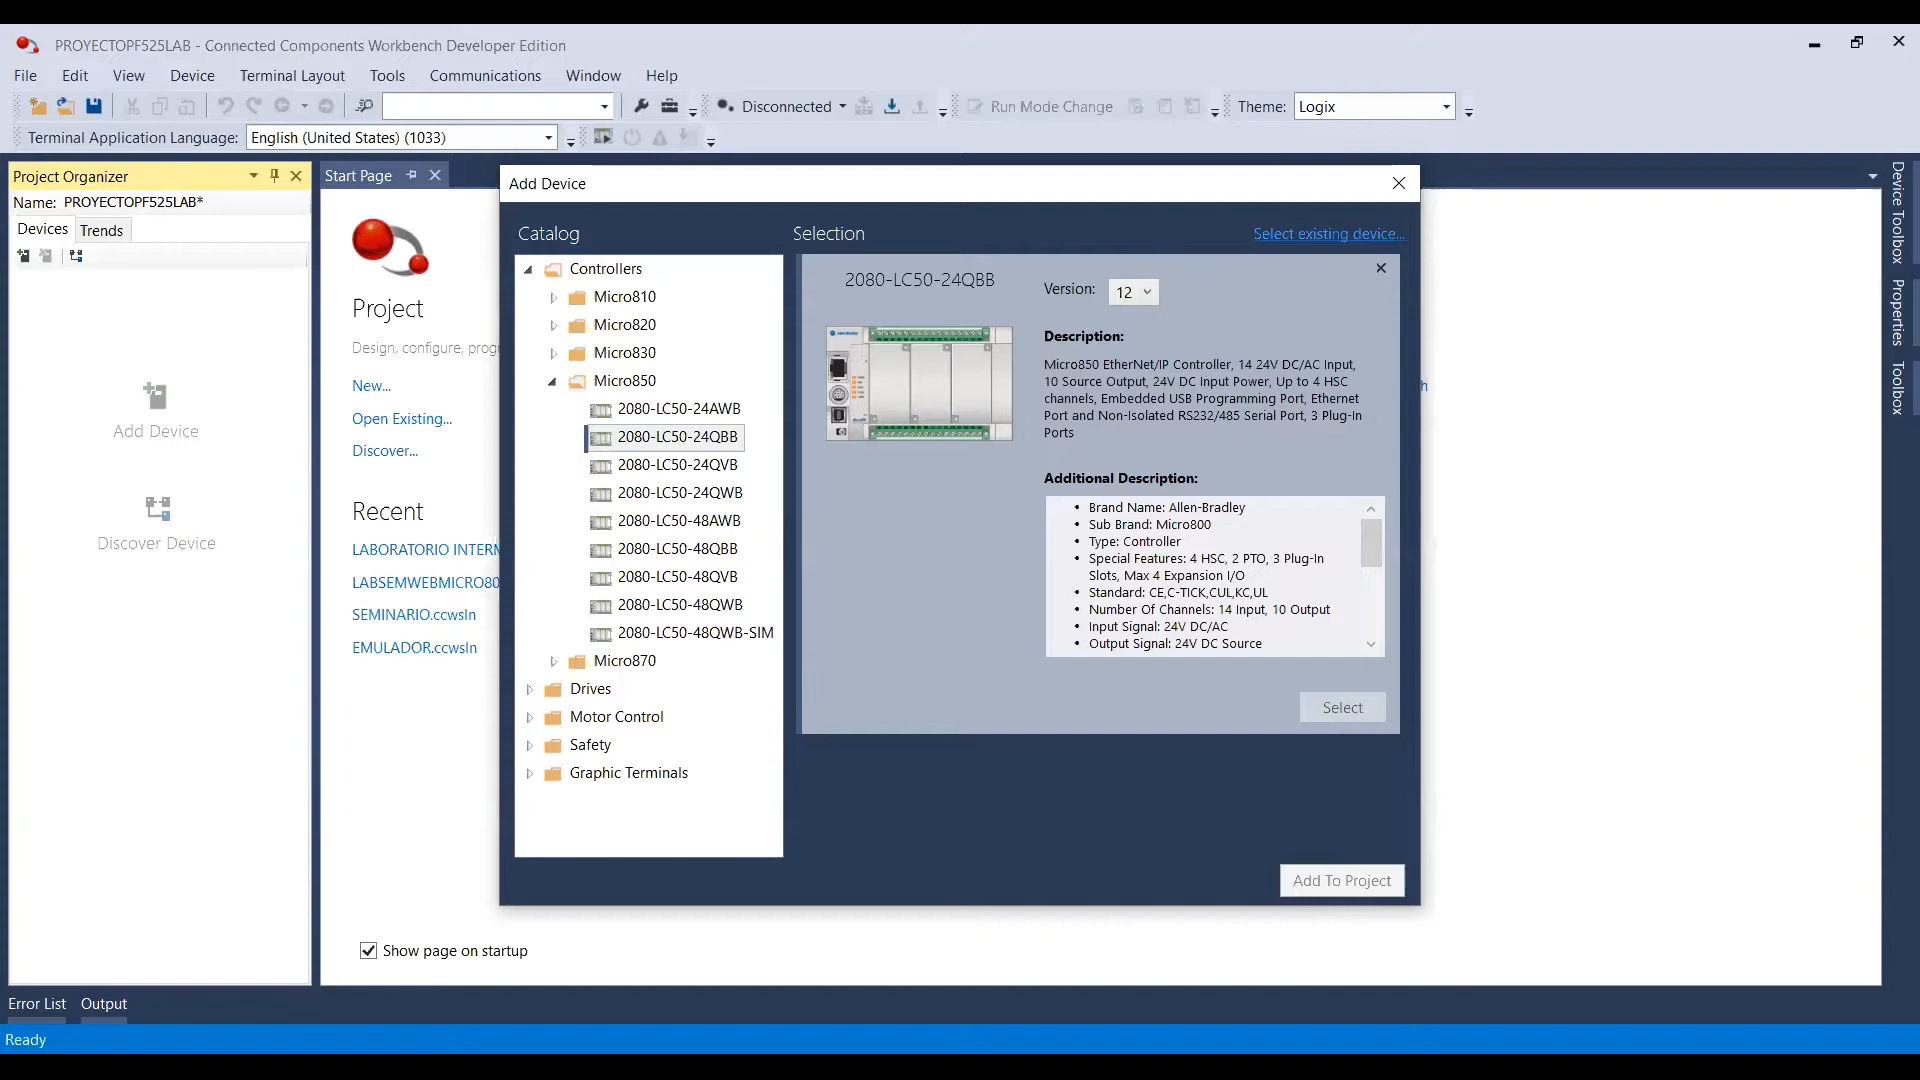 PROYECTOPF525LAB - Connected Components Workbench Developer Edition
File Edit View Device Terminal Layout Tools Communications Window Help
Disconnected Run Mode Change Theme: Logix
Terminal Application Language: English (United States) (1033)
Project Organizer
Name: PROYECTOPF525LAB*
Devices Trends
Add Device
Discover Device
Start Page
Project
Design, configure, prog
New...
Open Existing...
Discover...
Recent
LABORATORIO INTERM
LABSEMWEBMICRO80
SEMINARIO.ccwsln
EMULADOR.ccwsln
Show page on startup
Add Device
Catalog
Controllers
Micro810
Micro820
Micro830
Micro850
2080-LC50-24AWB
2080-LC50-24QBB
2080-LC50-24QVB
2080-LC50-24QWB
2080-LC50-48AWB
2080-LC50-48QBB
2080-LC50-48QVB
2080-LC50-48QWB
2080-LC50-48QWB-SIM
Micro870
Drives
Motor Control
Safety
Graphic Terminals
Selection
Select existing device...
2080-LC50-24QBB
Version: 12
Description:
Micro850 EtherNet/IP Controller, 14 24V DC/AC Input,
10 Source Output, 24V DC Input Power, Up to 4 HSC
channels, Embedded USB Programming Port, Ethernet
Port and Non-Isolated RS232/485 Serial Port, 3 Plug-In
Ports
Additional Description:
• Brand Name: Allen-Bradley
• Sub Brand: Micro800
• Type: Controller
• Special Features: 4 HSC, 2 PTO, 3 Plug-In
Slots, Max 4 Expansion I/O
• Standard: CE,C-TICK,CUL,KC,UL
• Number Of Channels: 14 Input, 10 Output
• Input Signal: 24V DC/AC
• Output Signal: 24V DC Source
Select
Add To Project
h
Device Toolbox
Properties
Toolbox
Error List Output
Ready